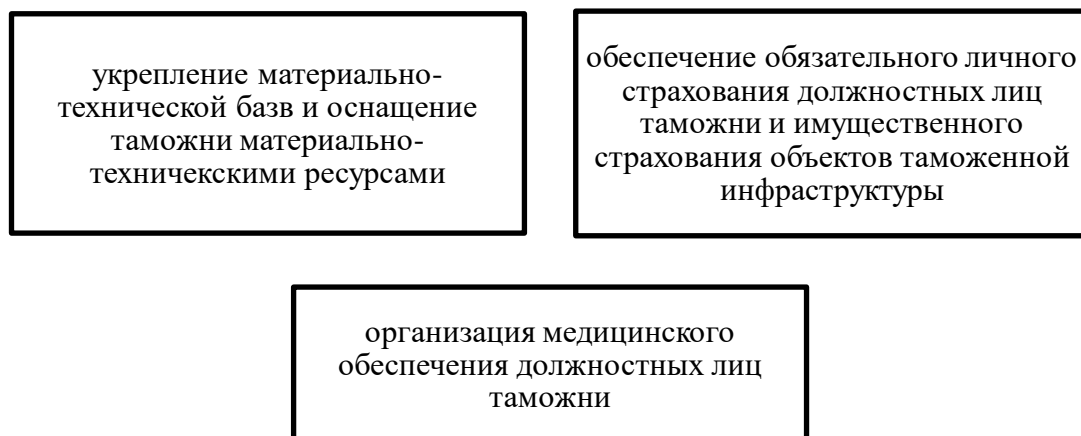 укрепление материально-
технической базв и оснащение
таможни материально-
техничекскими ресурсами
обеспечение обязательного личного
страхования должностных лиц
таможни и имущественного
страхования объектов таможенной
инфраструктуры
организация медицинского
обеспечения должностных лиц
таможни